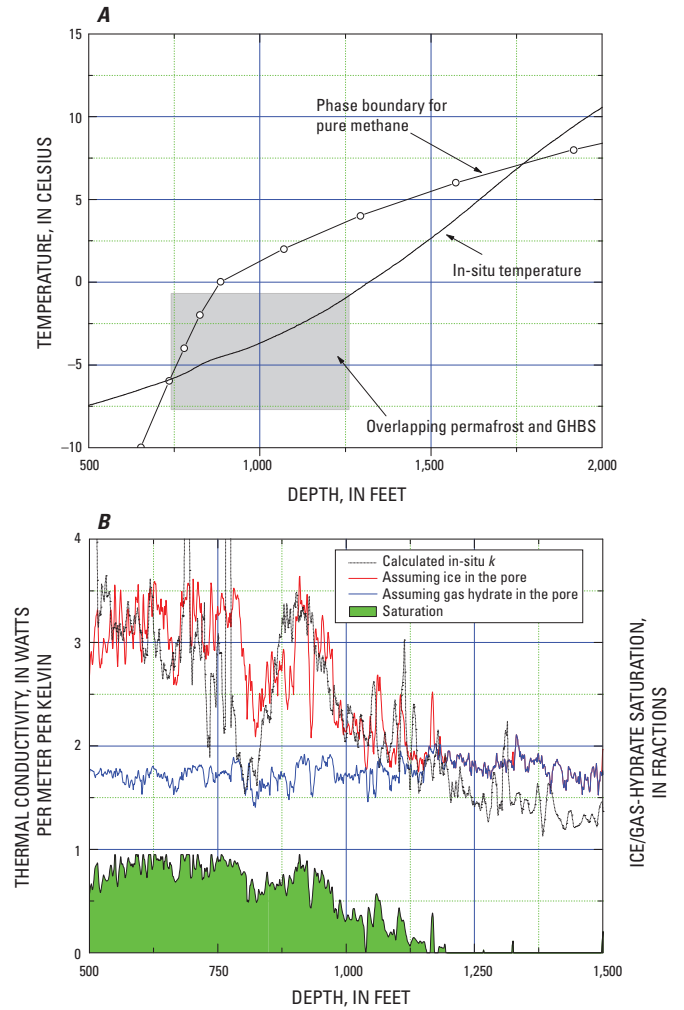 A
15
10
5
0
−5
−10
TEMPERATURE, IN CELSIUS
Phase boundary for
pure methane
In-situ temperature
Overlapping permafrost and GHBS
500
1,000
1,500
2,000
DEPTH, IN FEET
B
4
3
2
1
0
THERMAL CONDUCTIVITY, IN WATTS
PER METER PER KELVIN
Calculated in-situ k
Assuming ice in the pore
Assuming gas hydrate in the pore
Saturation
ICE/GAS-HYDRATE SATURATION,
IN FRACTIONS
500
750
1,000
1,250
1,500
DEPTH, IN FEET